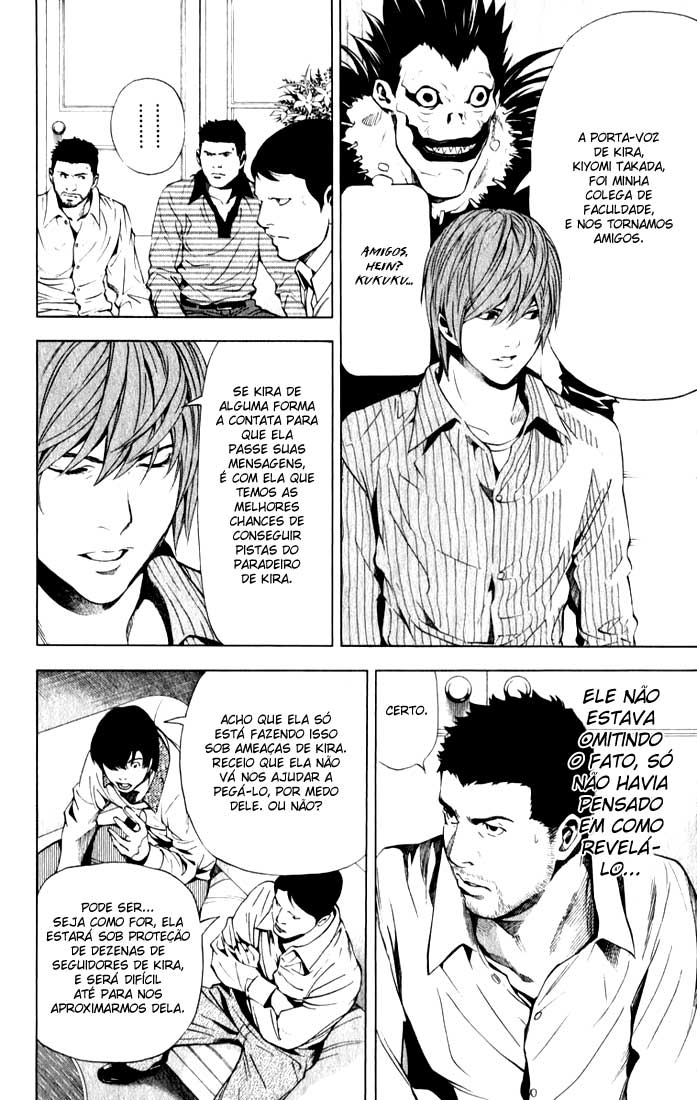 A PORTA-VOZ
DE KIRA,
KIYOMI TAKADA,
FOI MINHA
COLEGA DE
FACULDADE,
E NOS TORNAMOS
AMIGOS.
AMIGOS,
HEIN?
KUKUKU...
......
SE KIRA DE
ALGUMA FORMA
A CONTATA PARA
QUE ELA
PASSE SUAS
MENSAGENS,
É COM ELA QUE
TEMOS AS
MELHORES
CHANCES DE
CONSEGUIR
PISTAS DO
PARADEIRO
DE KIRA.
ELE NÃO
ESTAVA
OMITINDO
O FATO, SÓ
NÃO HAVIA
PENSADO
EM COMO
REVELÁ-
LO...
CERTO.
ACHO QUE ELA SÓ
ESTÁ FAZENDO ISSO
SOB AMEAÇAS DE KIRA.
RECEIO QUE ELA NÃO
VÁ NOS AJUDAR A
PEGÁ-LO, POR MEDO
DELE. OU NÃO?
PODE SER...
SEJA COMO FOR, ELA
ESTARÁ SOB PROTEÇÃO
DE DEZENAS DE
SEGUIDORES DE KIRA,
E SERÁ DIFÍCIL
ATÉ PARA NOS
APROXIMARMOS DELA.